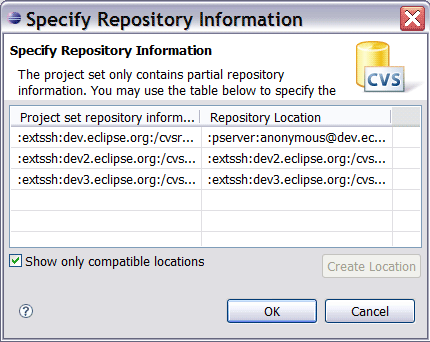 Specify Repository Information
Specify Repository Information
The project set only contains partial repository
information. You may use the table below to specify the
CVS
Project set repository inform... Repository Location
:extssh:dev.eclipse.org:/cvsr... :pserver:anonymous@dev.ec...
:extssh:dev2.eclipse.org:/cvs... :extssh:dev2.eclipse.org:/cvs...
:extssh:dev3.eclipse.org:/cvs... :extssh:dev3.eclipse.org:/cvs...
Show only compatible locations
Create Location
?
OK Cancel